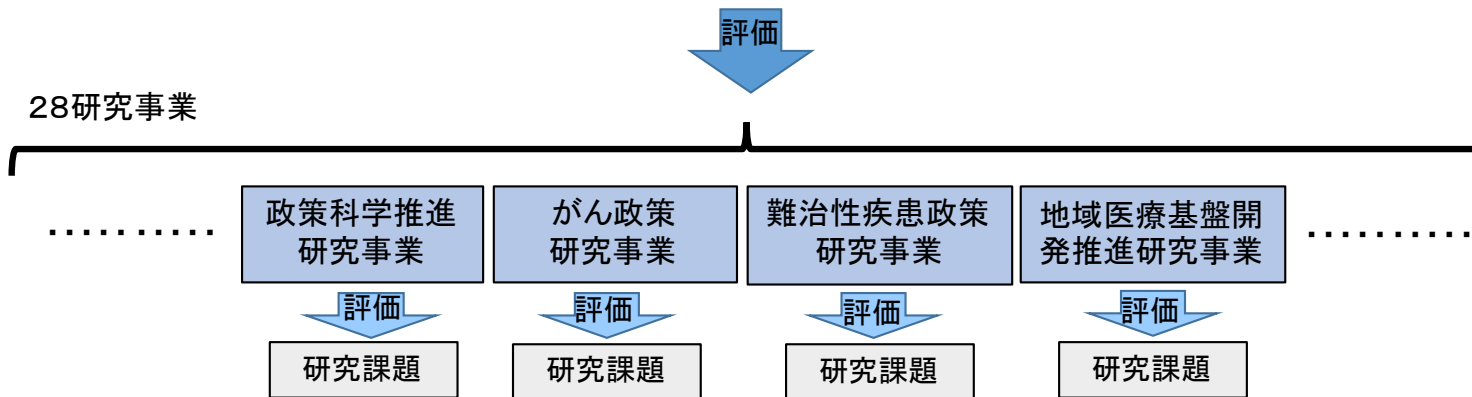 評価
２８研究事業
‥‥‥‥‥
政策科学推進
研究事業
がん政策
研究事業
難治性疾患政策
研究事業
地域医療基盤開
発推進研究事業
‥‥‥‥‥
評価
評価
評価
評価
研究課題
研究課題
研究課題
研究課題